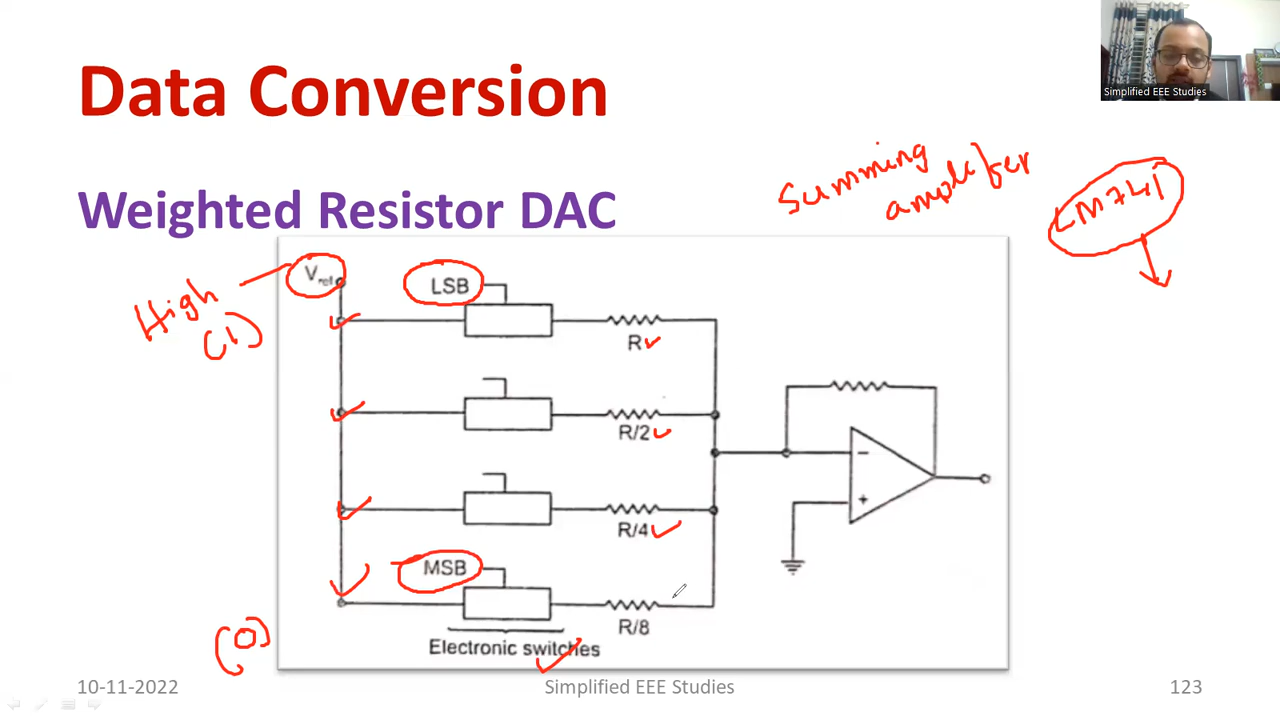 Simplified EEE Studies
Data Conversion
Summing
amplifier
LM741
Weighted Resistor DAC
Vref
High
(1)
LSB
R
R/2
R/4
MSB
R/8
(0)
Electronic switches
−
+
10-11-2022
Simplified EEE Studies
123